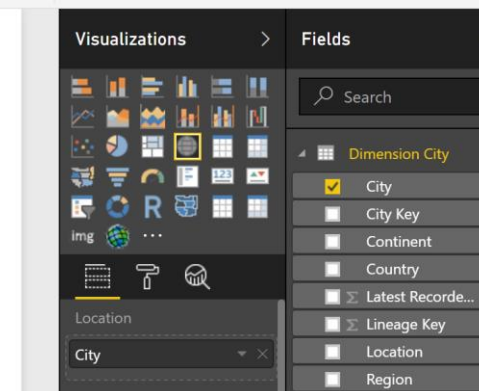 Visualizations
Fields
Search
Dimension City
City
City Key
Continent
Country
Latest Recorde...
Lineage Key
Location
Region
123
R
img
Location
City